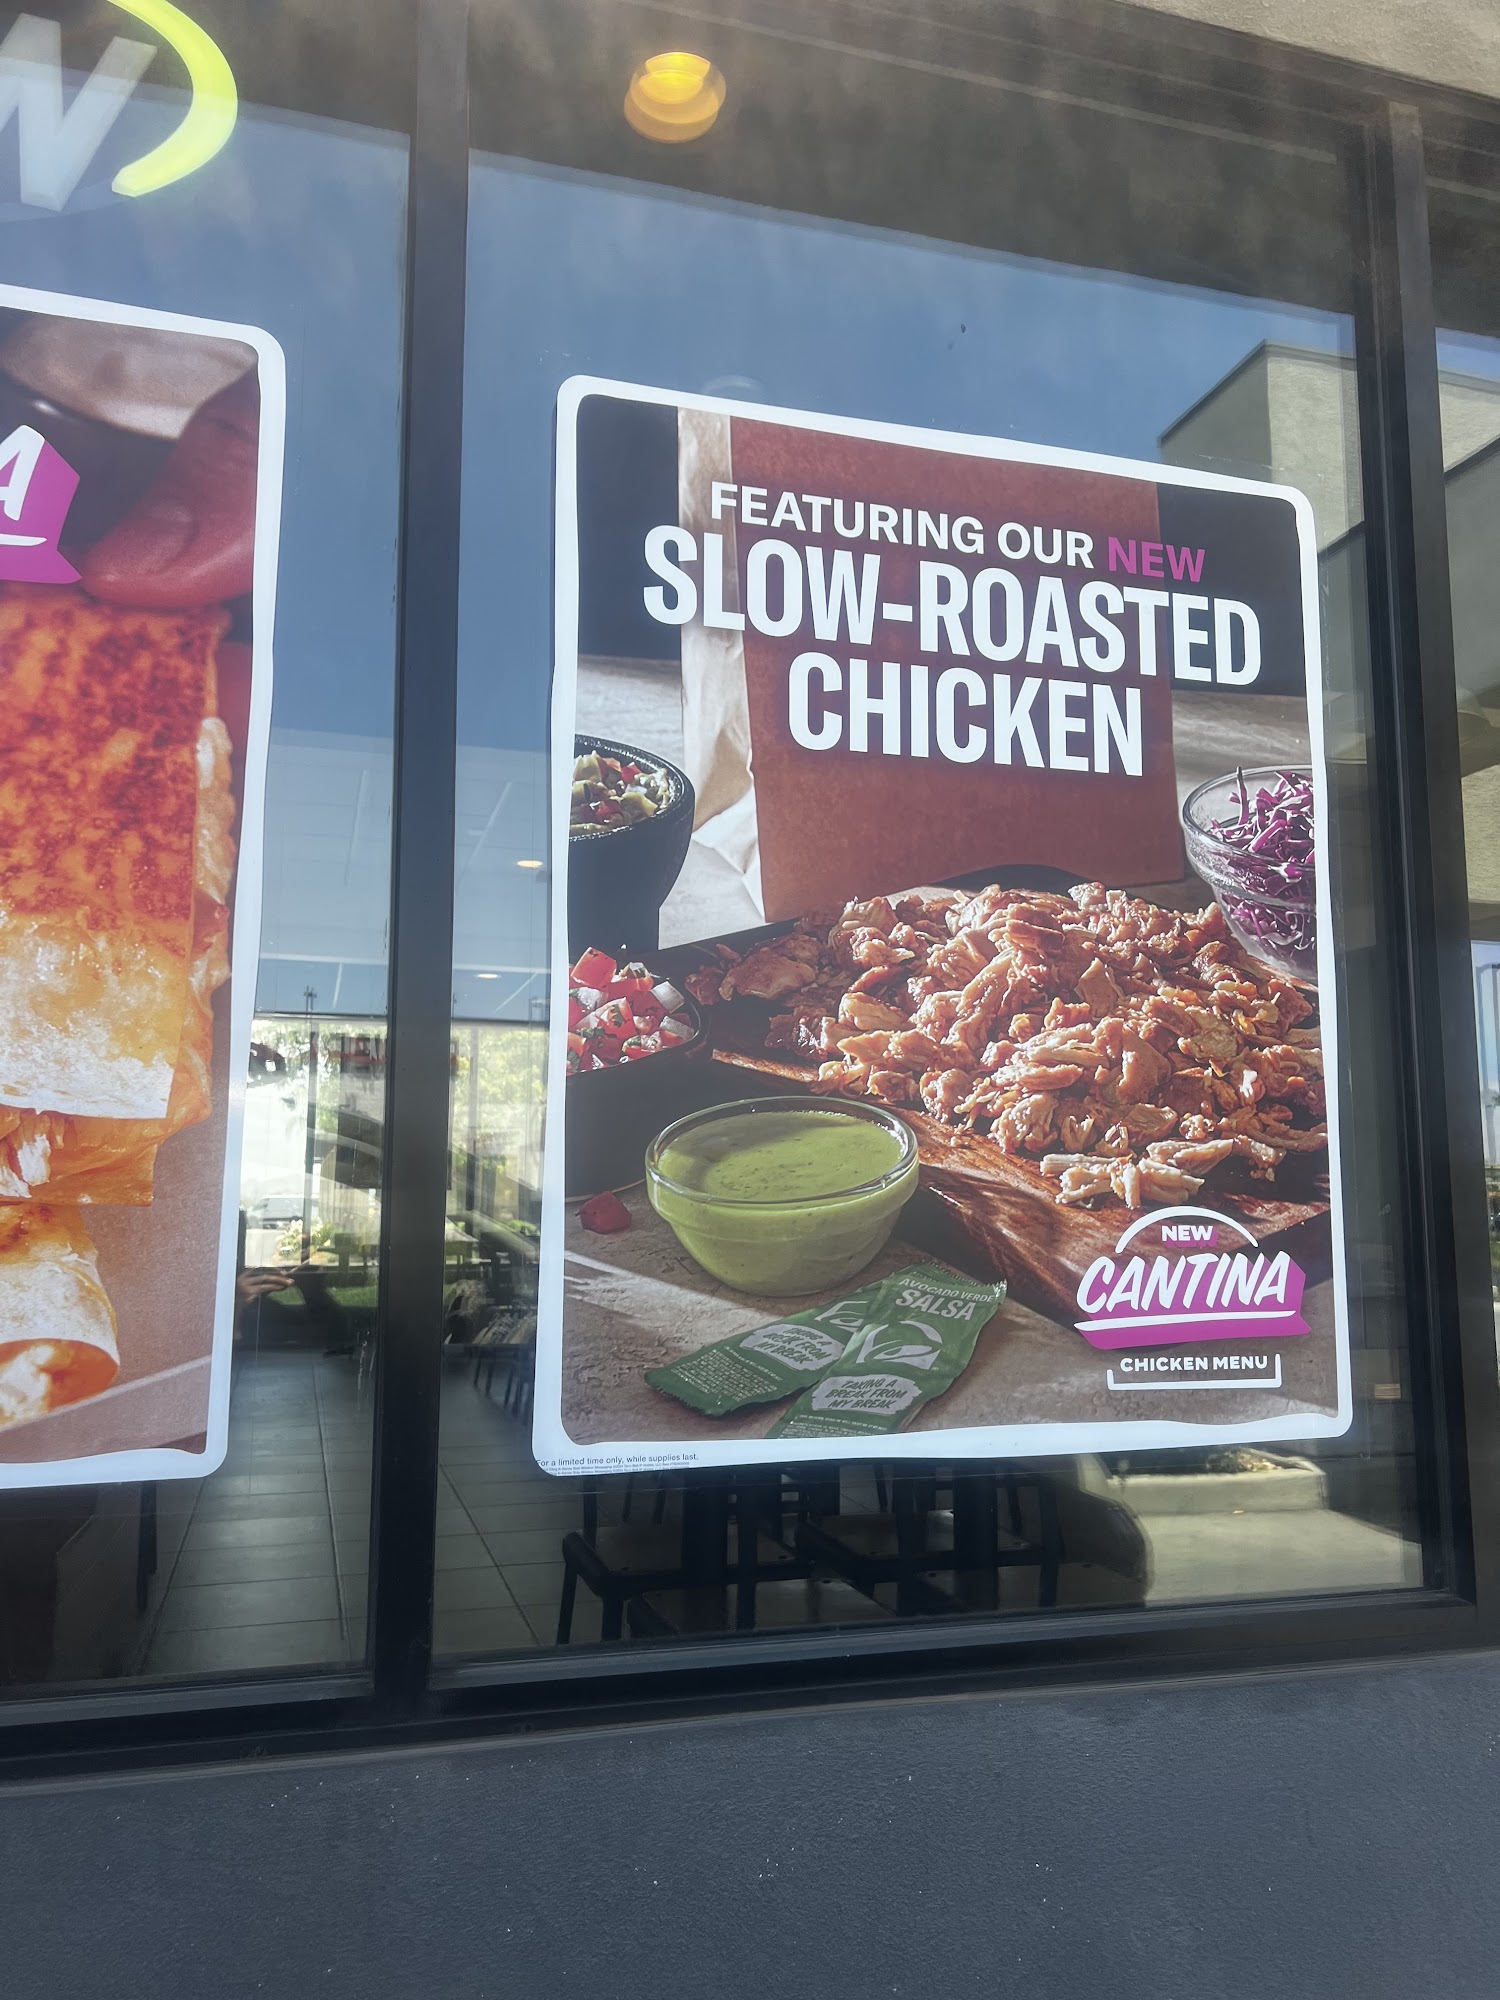 FEATURING OUR NEW
SLOW-ROASTED
CHICKEN
AVOCADO VERDE
SALSA
TAKING A
BREAK FROM
MY BREAK
NEW
CANTINA
CHICKEN MENU
For a limited time only, while supplies last.